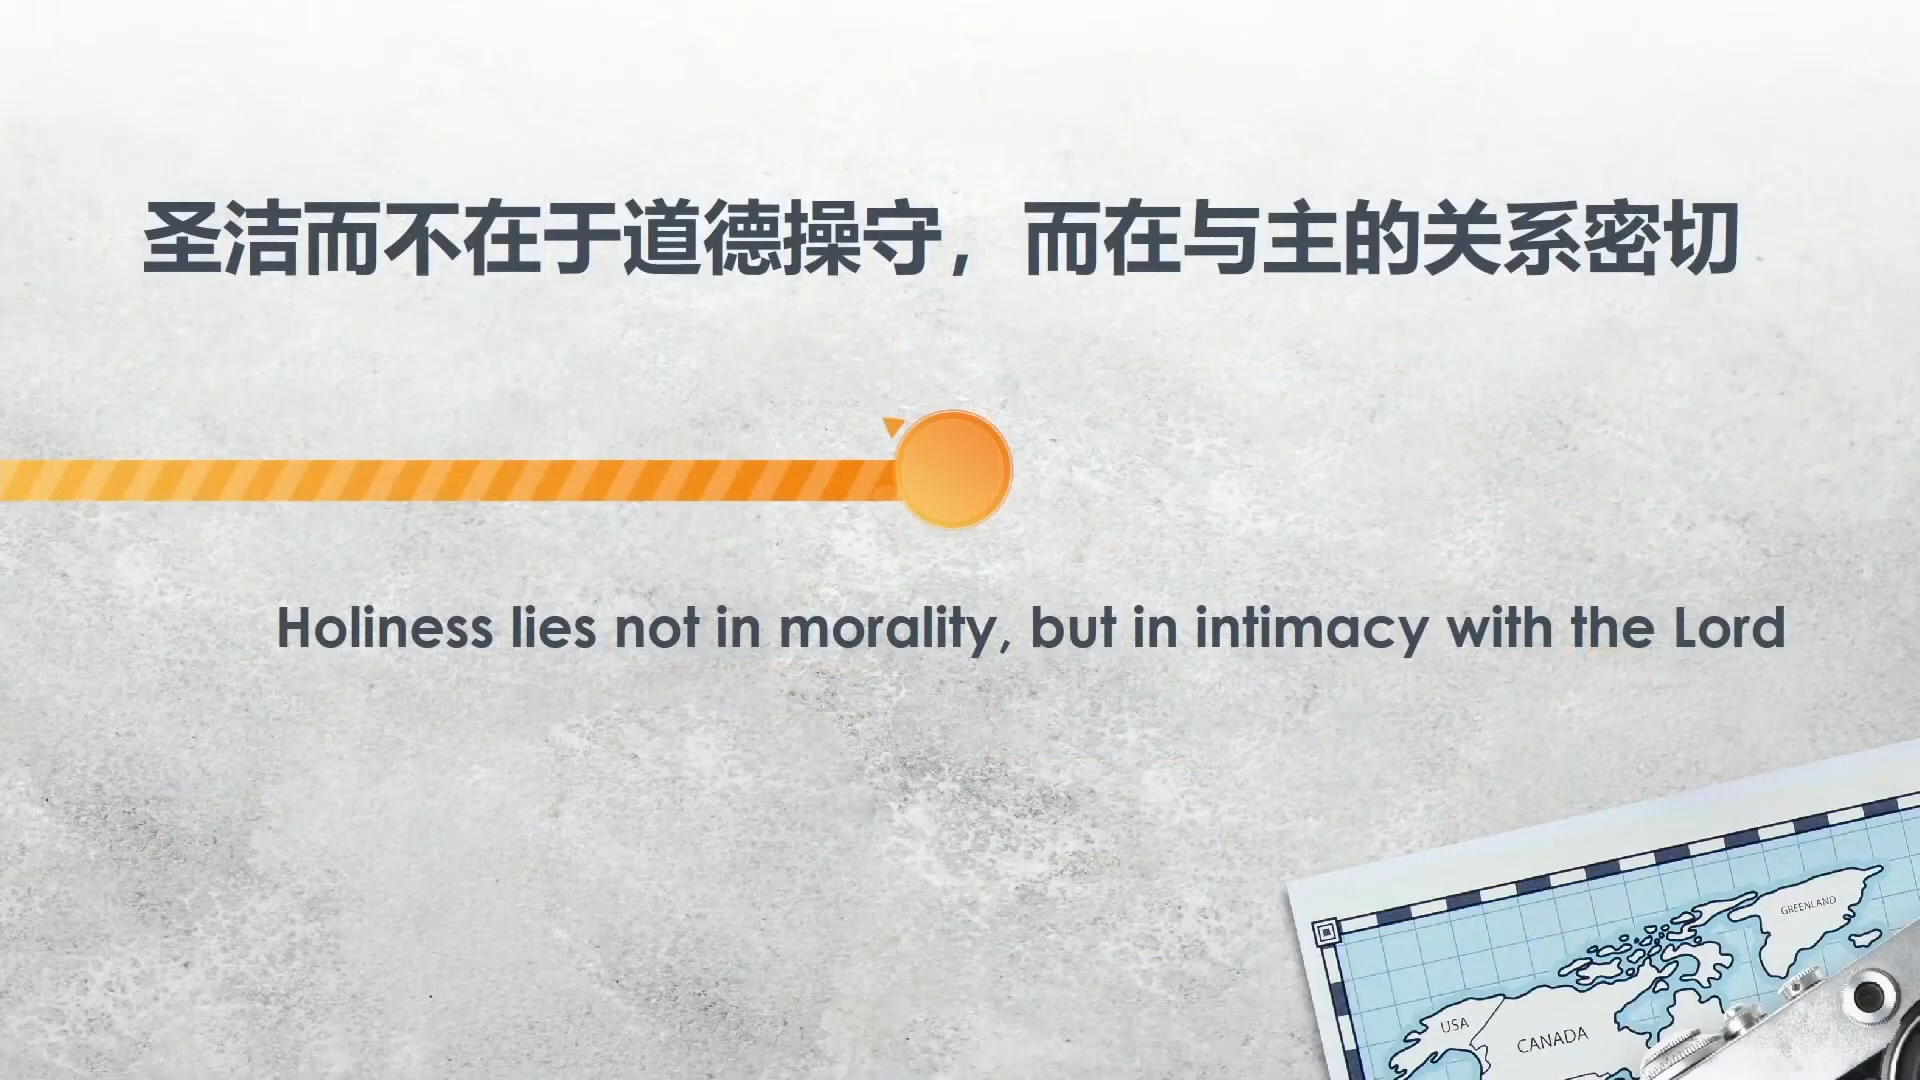 圣洁而不在于道德操守，而在与主的关系密切
Holiness lies not in morality, but in intimacy with the Lord
GREENLAND
USA
CANADA